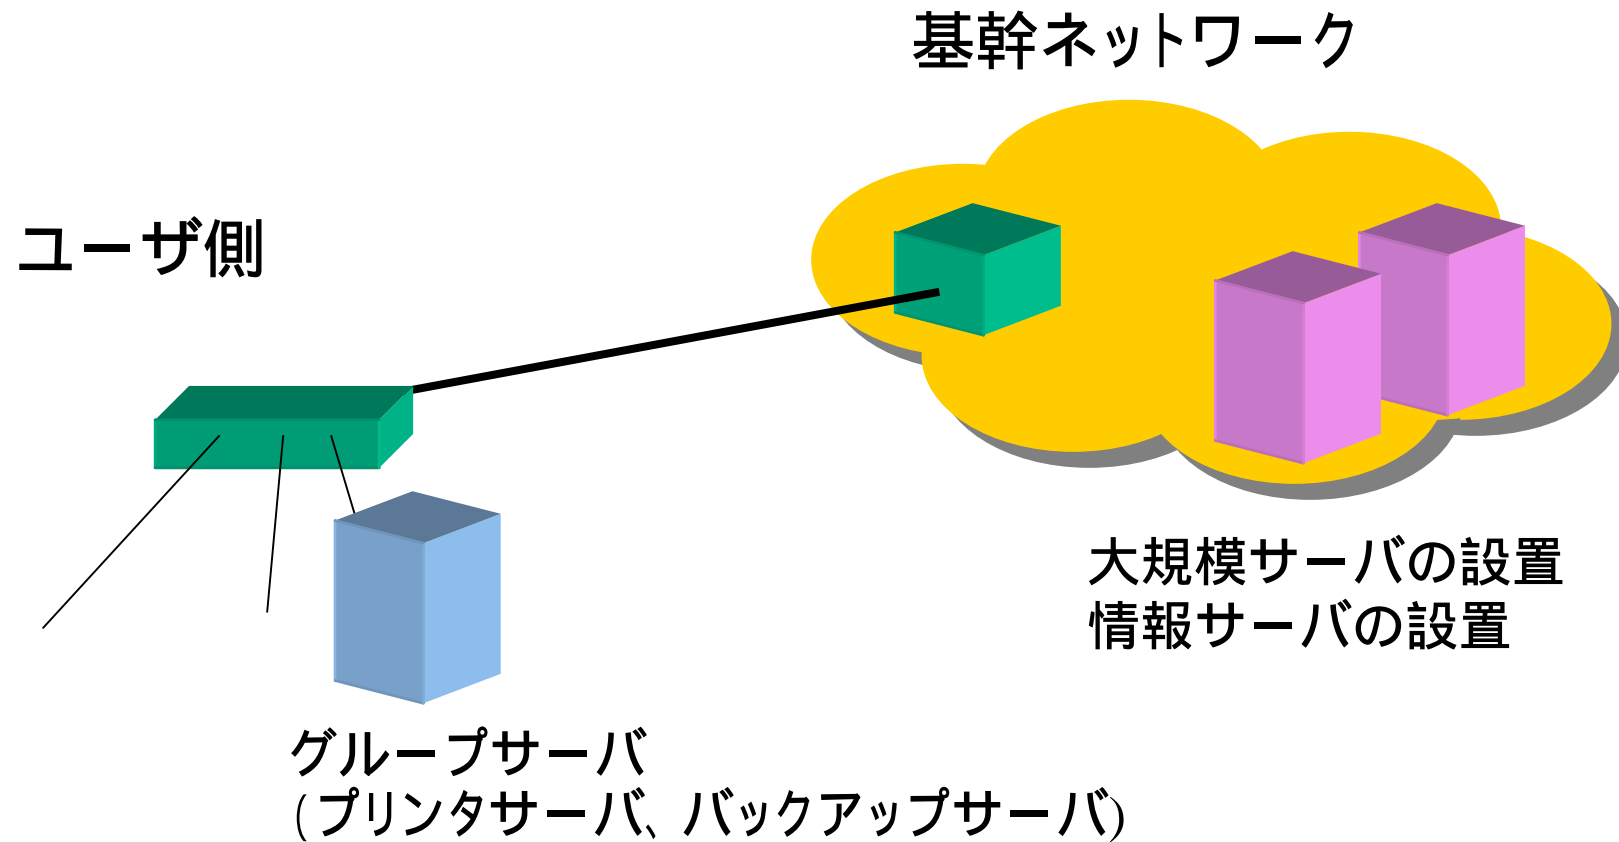 基幹ネットワーク
ユーザ側
大規模サーバの設置
情報サーバの設置
グループサーバ
(プリンタサーバ、バックアップサーバ)